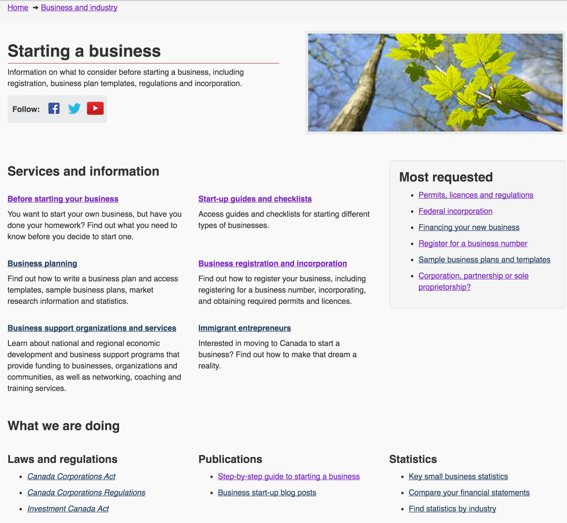 Home → Business and industry
Starting a business
Information on what to consider before starting a business, including
registration, business plan templates, regulations and incorporation.
Follow:
Services and information
Before starting your business
You want to start your own business, but have you
done your homework? Find out what you need to
know before you decide to start one.
Start-up guides and checklists
Access guides and checklists for starting different
types of businesses.
Business planning
Find out how to write a business plan and access
templates, sample business plans, market
research information and statistics.
Business registration and incorporation
Find out how to register your business, including
registering for a business number, incorporating,
and obtaining required permits and licences.
Business support organizations and services
Learn about national and regional economic
development and business support programs that
provide funding to businesses, organizations and
communities, as well as networking, coaching and
training services.
Immigrant entrepreneurs
Interested in moving to Canada to start a
business? Find out how to make that dream a
reality.
Most requested
Permits, licences and regulations
Federal incorporation
Financing your new business
Register for a business number
Sample business plans and templates
Corporation, partnership or sole
proprietorship?
What we are doing
Laws and regulations
Canada Corporations Act
Canada Corporations Regulations
Investment Canada Act
Publications
Step-by-step guide to starting a business
Business start-up blog posts
Statistics
Key small business statistics
Compare your financial statements
Find statistics by industry